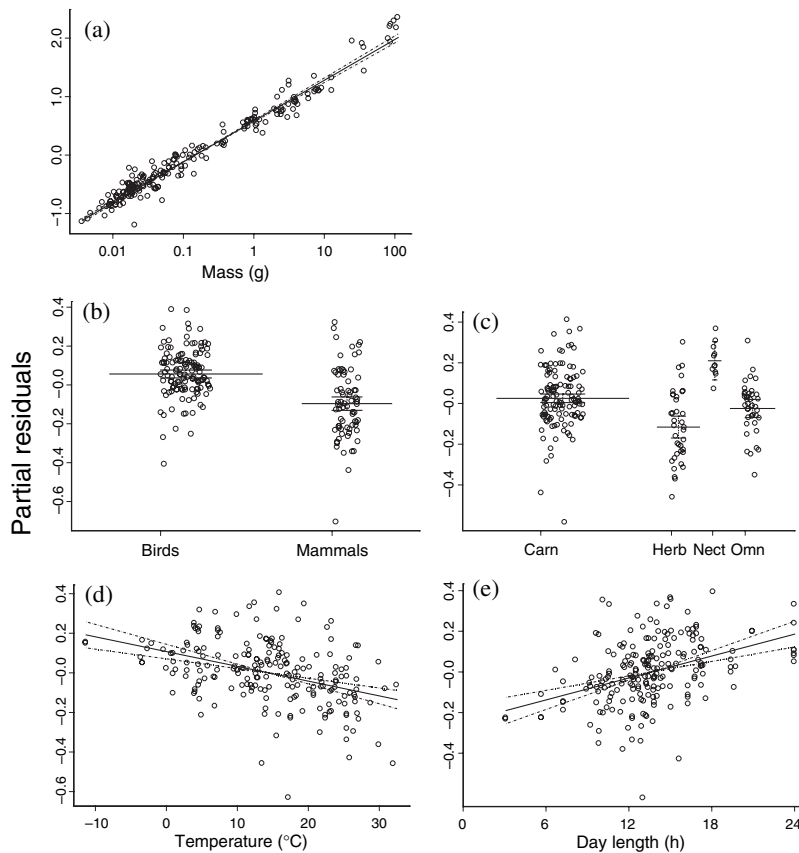 (a)
2.0
1.0
0.0
−1.0
0.01 0.1 1 10 100
Mass (g)
Partial residuals
(b)
0.4
0.2
−0.0
−0.2
−0.4
−0.6
Birds Mammals
(c)
0.4
0.2
−0.0
−0.2
−0.4
Carn Herb Nect Omn
(d)
0.4
0.2
−0.0
−0.2
−0.4
−0.6
−10 0 10 20 30
Temperature (°C)
(e)
0.4
0.2
−0.0
−0.2
−0.4
0 6 12 18 24
Day length (h)